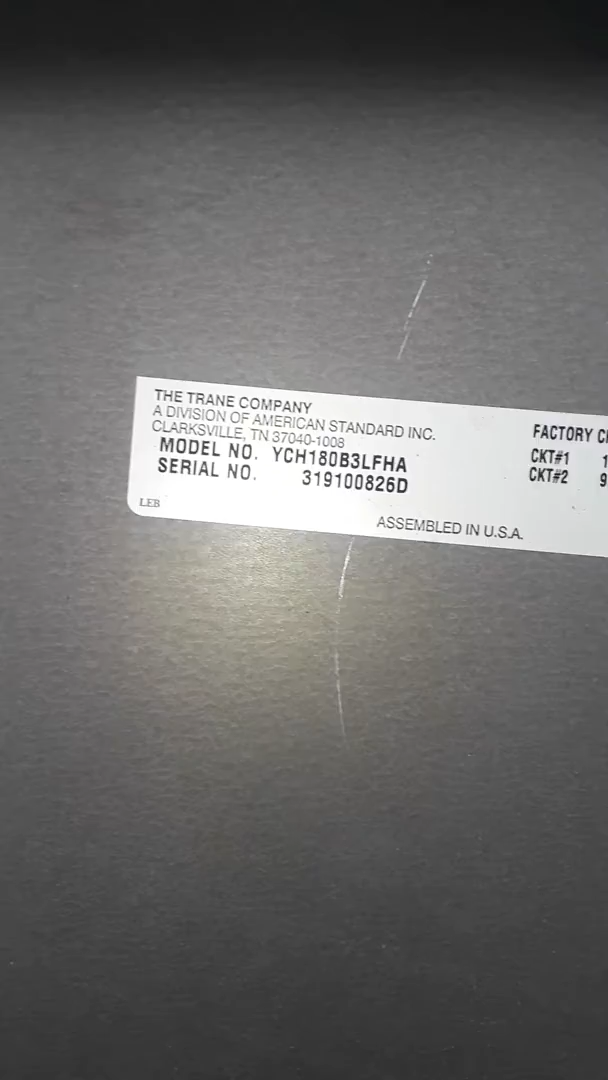 THE TRANE COMPANY
A DIVISION OF AMERICAN STANDARD INC.
CLARKSVILLE, TN 37040-1008
MODEL NO. YCH180B3LFHA
SERIAL NO. 319100826D
LEB
ASSEMBLED IN U.S.A.
FACTORY
CKT#1
CKT#2